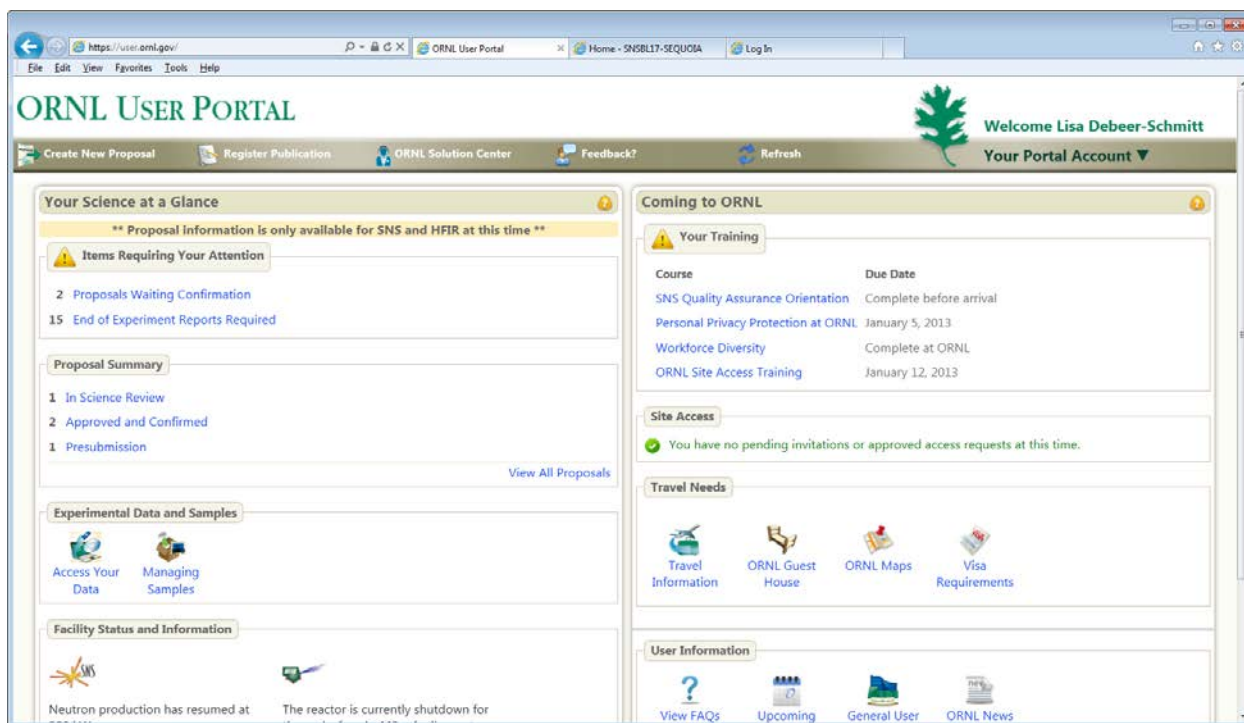 https://user.ornl.gov/
ORNL User Portal
Home - SNSBL17-SEQUOIA
Log In
File Edit View Favorites Tools Help
ORNL USER PORTAL
Welcome Lisa Debeer-Schmitt
Create New Proposal Register Publication ORNL Solution Center Feedback? Refresh
Your Portal Account ▼
Your Science at a Glance
** Proposal information is only available for SNS and HFIR at this time **
Items Requiring Your Attention
2 Proposals Waiting Confirmation
15 End of Experiment Reports Required
Proposal Summary
1 In Science Review
2 Approved and Confirmed
1 Presubmission
View All Proposals
Experimental Data and Samples
Access Your
Data
Managing
Samples
Facility Status and Information
SNS
Neutron production has resumed at
The reactor is currently shutdown for
Coming to ORNL
Your Training
Course Due Date
SNS Quality Assurance Orientation Complete before arrival
Personal Privacy Protection at ORNL January 5, 2013
Workforce Diversity Complete at ORNL
ORNL Site Access Training January 12, 2013
Site Access
You have no pending invitations or approved access requests at this time.
Travel Needs
Travel
Information
ORNL Guest
House
ORNL Maps
Visa
Requirements
User Information
View FAQs
Upcoming
General User
ORNL News